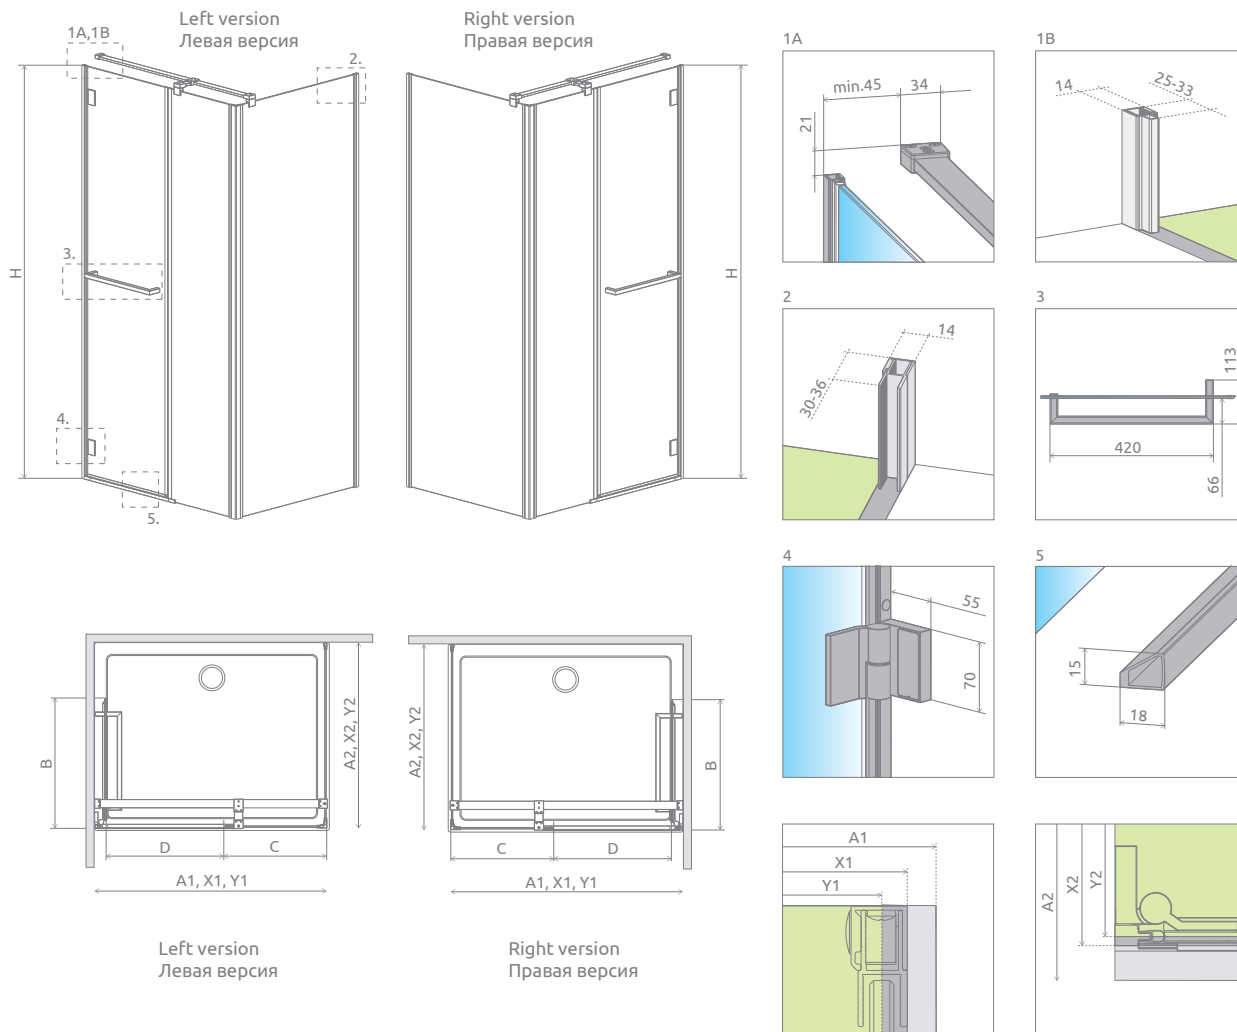 Left version
Левая версия
1A,1B
2.
H
3.
4.
5.
Right version
Правая версия
H
1A
min.45
34
21
1B
14
25-33
2
14
30-36
3
113
420
66
4
55
70
5
15
18
B
A2, X2, Y2
D
C
A1, X1, Y1
Left version
Левая версия
A2, X2, Y2
B
C
D
A1, X1, Y1
Right version
Правая версия
A1
X1
Y1
A2
X2
Y2